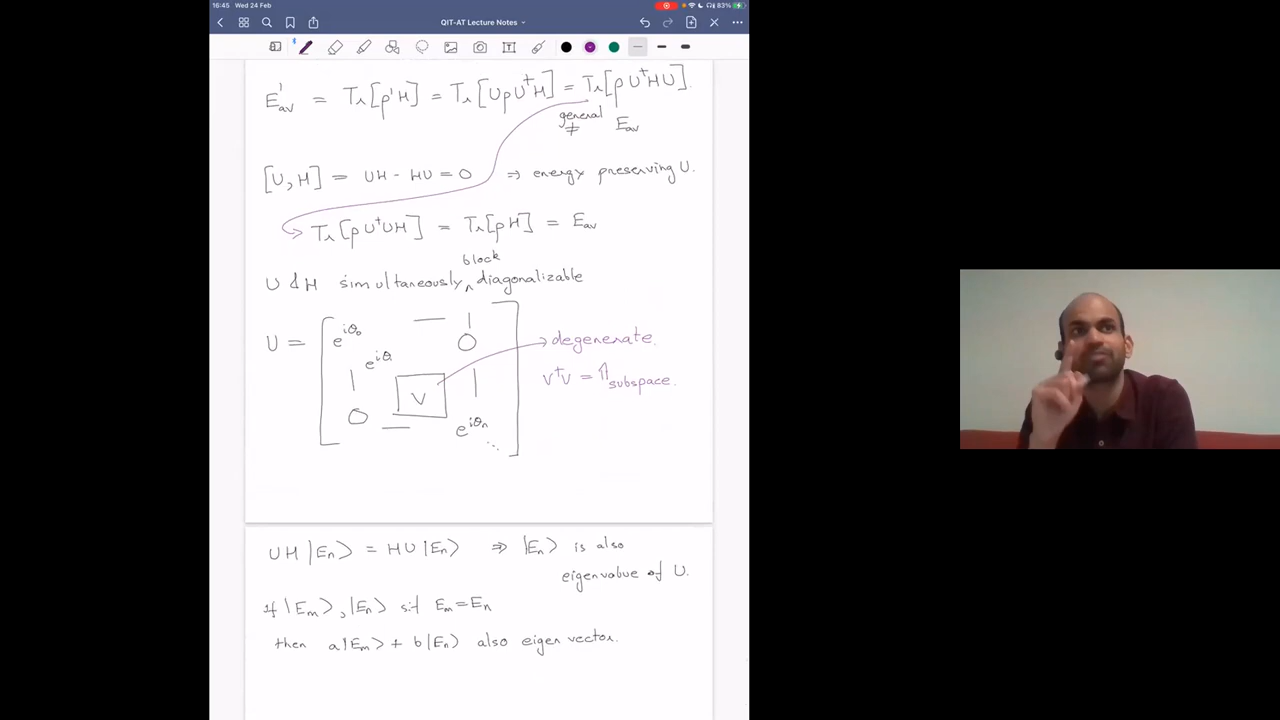 16:45 Wed 24 Feb
83%
QIT-AT Lecture Notes
E'av = Tr[ρ'H] = Tr[UρU†H] = Tr[ρU†HU].
general ≠ Eav
[U,H] = UH - HU = 0 ⇒ energy preserving U.
Tr[ρU†UH] = Tr[ρH] = Eav
block
U & H simultaneously ^ diagonalizable
U = [ e^{iθ₀} e^{iθ₁} 0 V 0 e^{iθn} ⋱ ]
→ degenerate.
V†V = 𝟙subspace.
UH|En⟩ = HU|En⟩ ⇒ |En⟩ is also
eigenvalue of U.
If |Em⟩, |En⟩ s.t Em = En
then a|Em⟩ + b|En⟩ also eigen vector.